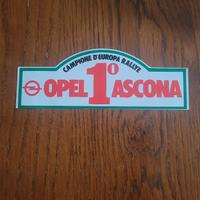 CAMPIONE D'EUROPA RALLYE
OPEL 1° ASCONA